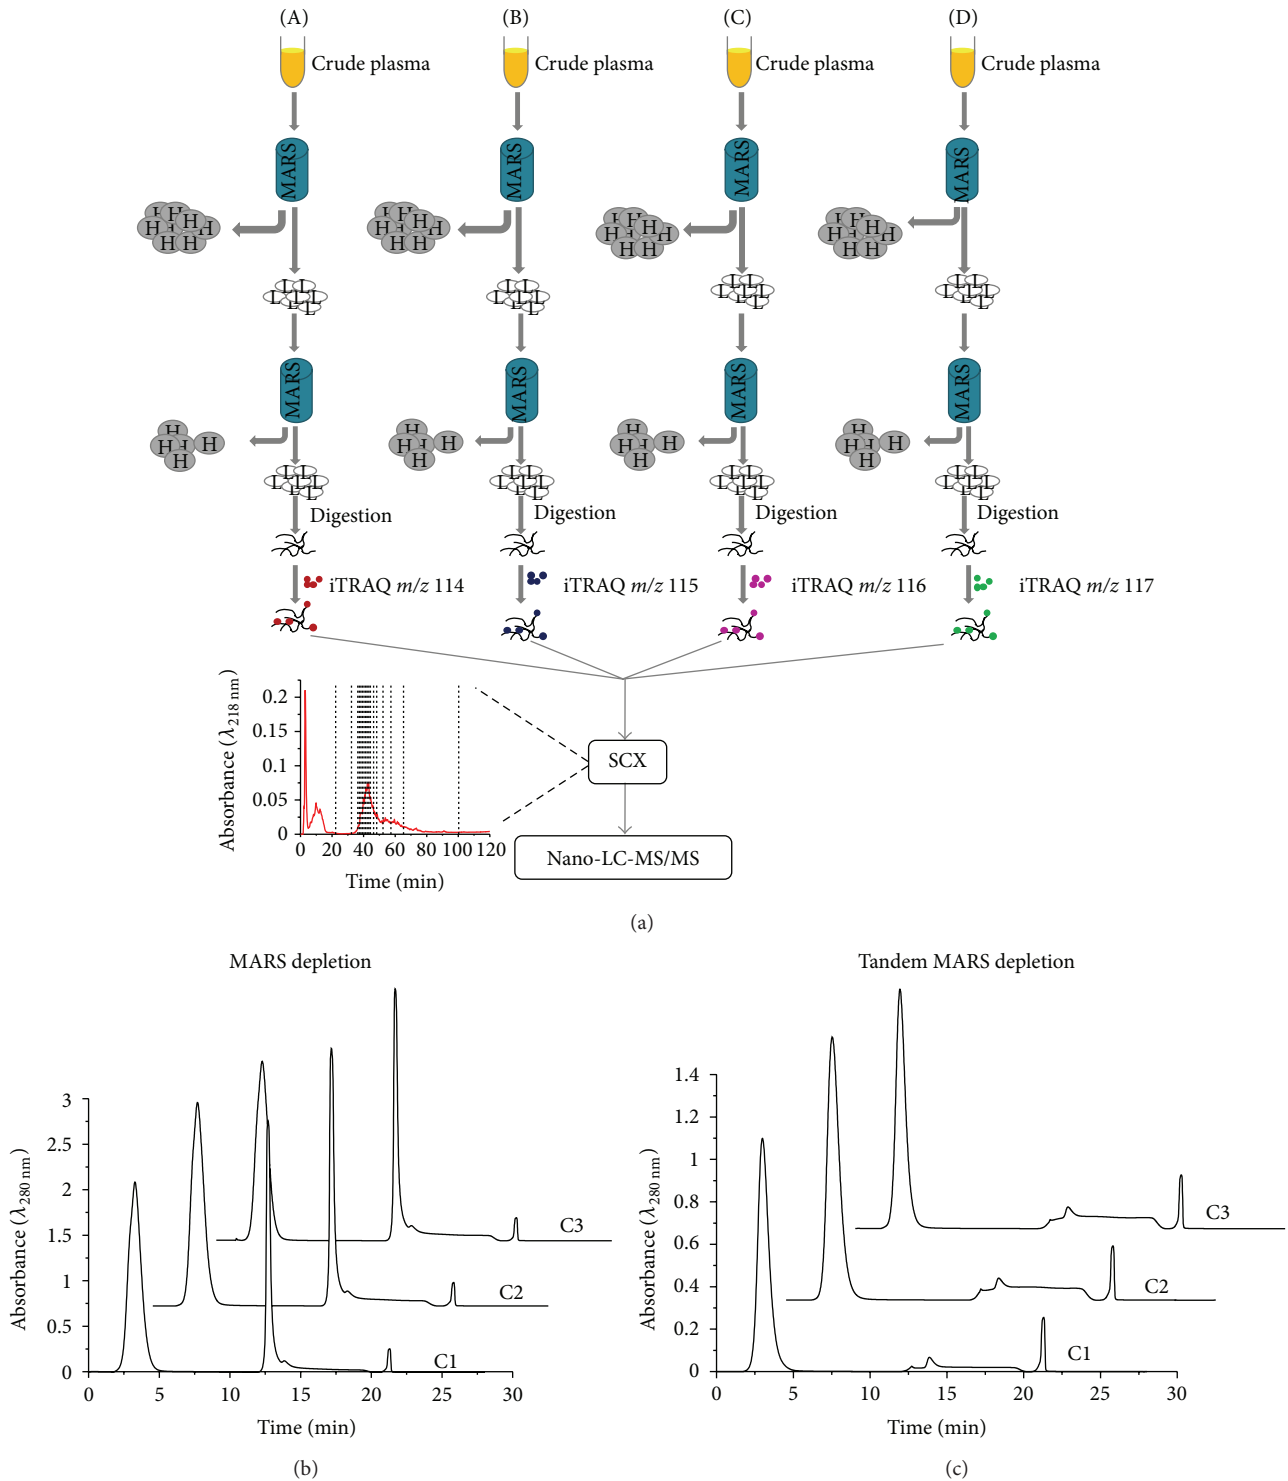 (A) (B) (C) (D)
Crude plasma Crude plasma Crude plasma Crude plasma
MARS MARS MARS MARS
H H H H H H H H
H H H H H H H H
H H H H H H H H
L L L L L L L L
MARS MARS MARS MARS
H H H H H H H H
H H H H
L L L L L L L L
Digestion Digestion Digestion Digestion
iTRAQ m/z 114 iTRAQ m/z 115 iTRAQ m/z 116 iTRAQ m/z 117
Absorbance (λ218 nm)
0.2
0.15
0.1
0.05
0
0 20 40 60 80 100 120
Time (min)
SCX
Nano-LC-MS/MS
(a)
MARS depletion
Absorbance (λ280 nm)
3
2.5
2
1.5
1
0.5
0
C3
C2
C1
0 5 10 15 20 25 30
Time (min)
(b)
Tandem MARS depletion
Absorbance (λ280 nm)
1.4
1.2
1
0.8
0.6
0.4
0.2
0
C3
C2
C1
0 5 10 15 20 25 30
Time (min)
(c)